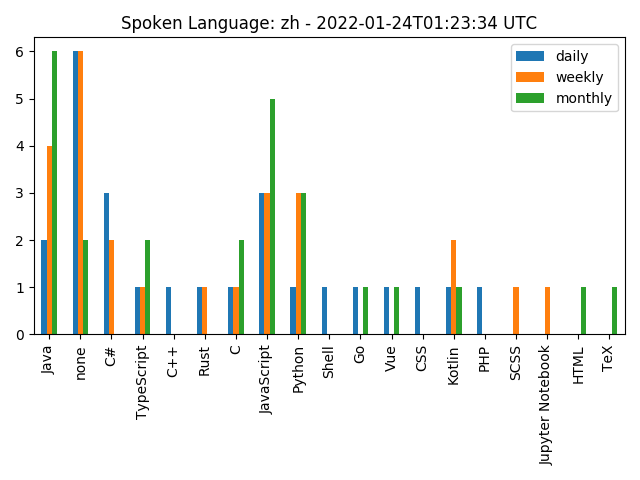 Spoken Language: zh - 2022-01-24T01:23:34 UTC
daily
weekly
monthly
6
5
4
3
2
1
0
Java
none
C#
TypeScript
C++
Rust
C
JavaScript
Python
Shell
Go
Vue
CSS
Kotlin
PHP
SCSS
Jupyter Notebook
HTML
TeX